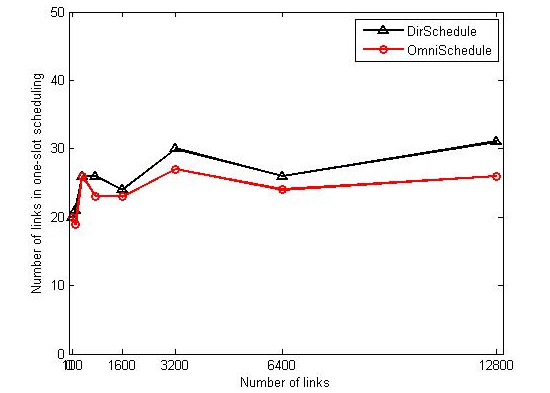 50
DirSchedule
OmniSchedule
40
30
20
10
0
Number of links in one-slot scheduling
1600
3200
6400
12800
Number of links